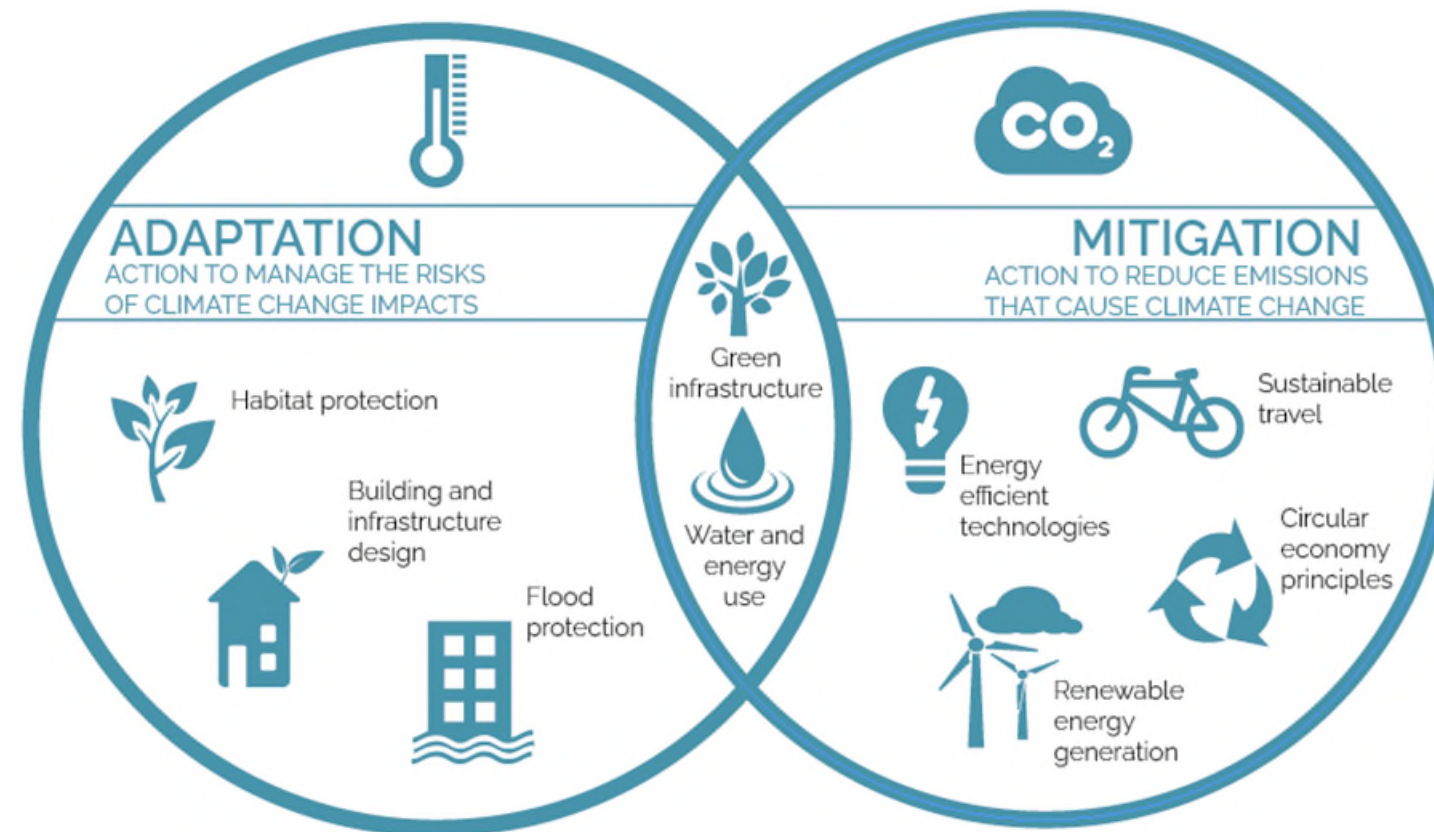 CO₂
ADAPTATION
ACTION TO MANAGE THE RISKS
OF CLIMATE CHANGE IMPACTS
MITIGATION
ACTION TO REDUCE EMISSIONS
THAT CAUSE CLIMATE CHANGE
Habitat protection
Building and
infrastructure
design
Flood
protection
Green
infrastructure
Water and
energy
use
Energy
efficient
technologies
Sustainable
travel
Circular
economy
principles
Renewable
energy
generation